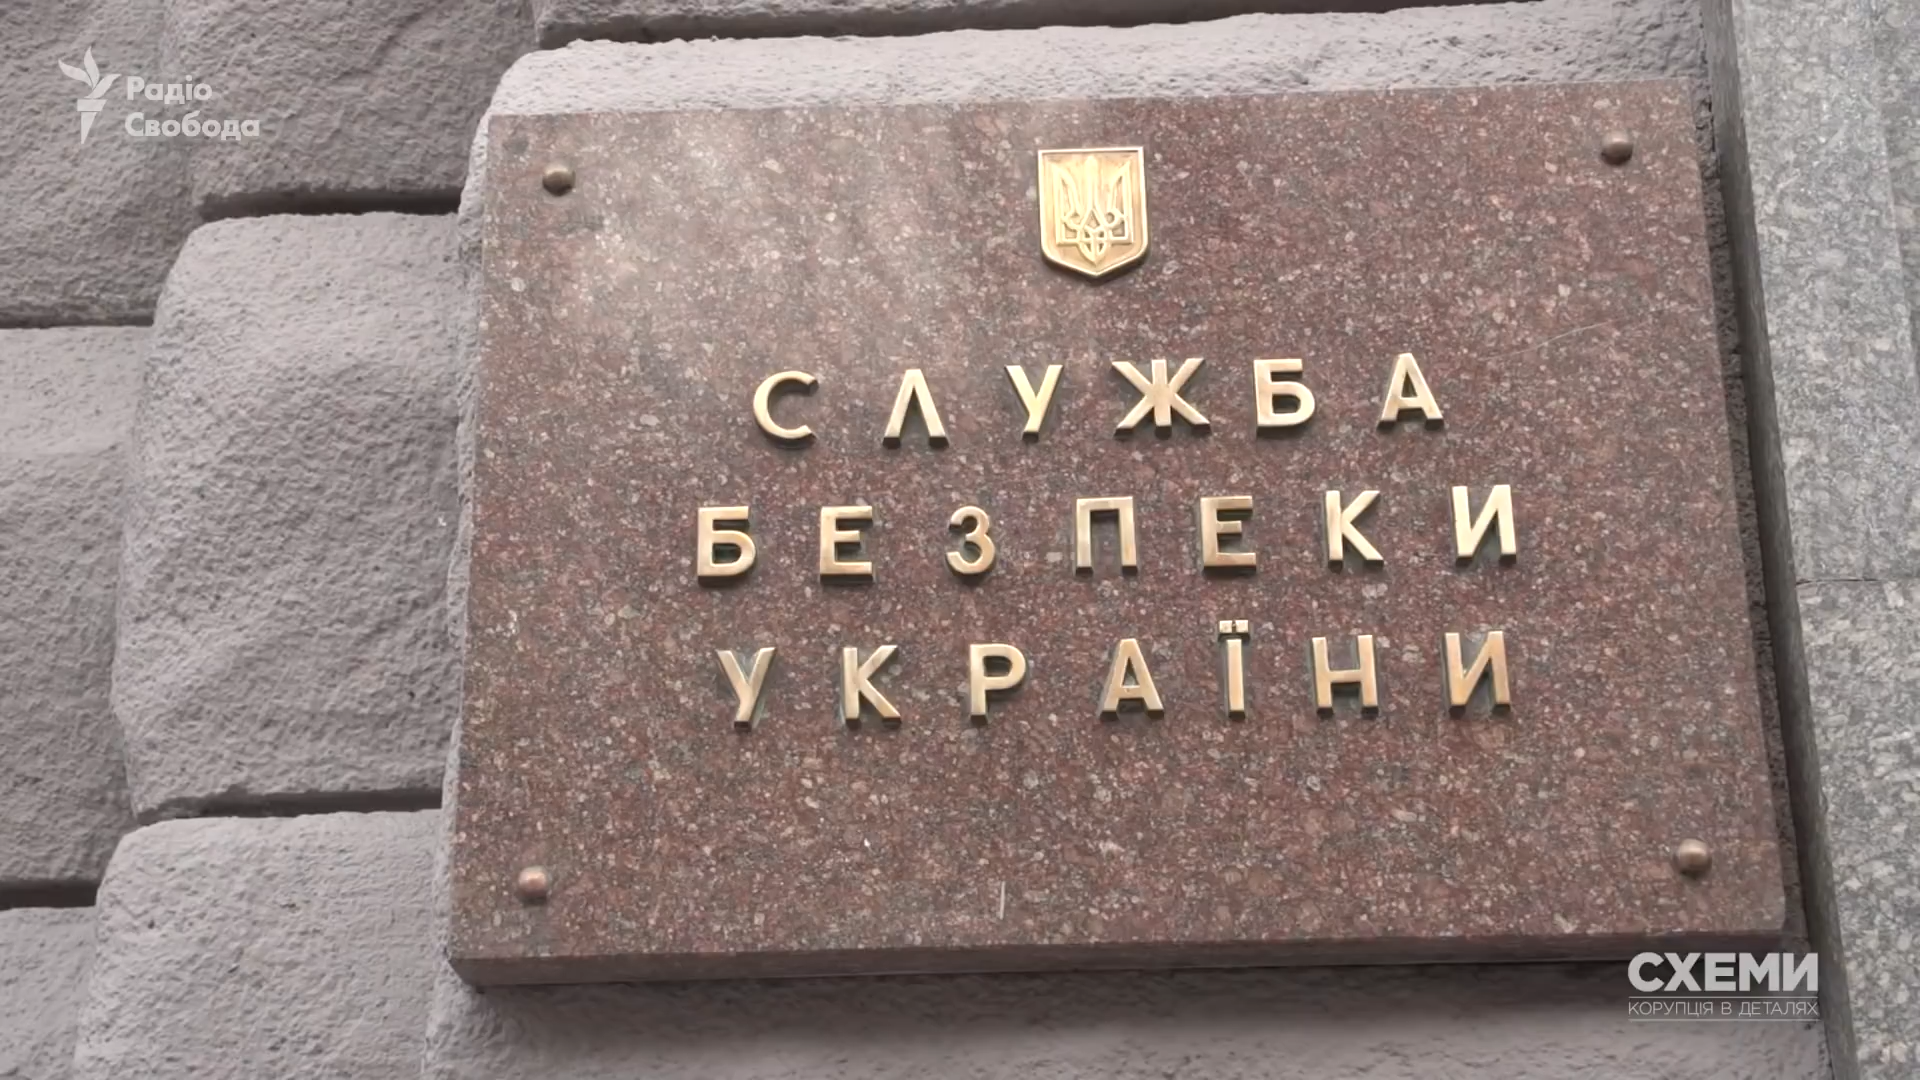 Радіо
Свобода
СЛУЖБА
БЕЗПЕКИ
УКРАЇНИ
СХЕМИ
КОРУПЦІЯ В ДЕТАЛЯХ